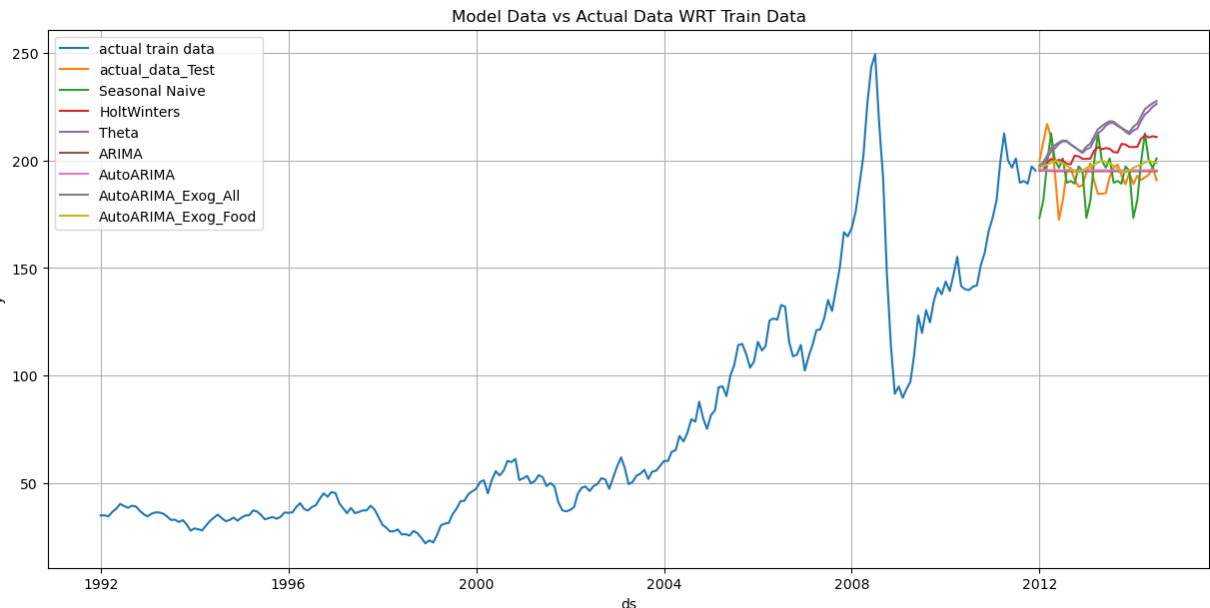 Model Data vs Actual Data WRT Train Data
250
200
150
100
50
actual train data
actual_data_Test
Seasonal Naive
HoltWinters
Theta
ARIMA
AutoARIMA
AutoARIMA_Exog_All
AutoARIMA_Exog_Food
1992
1996
2000
2004
2008
2012
ds